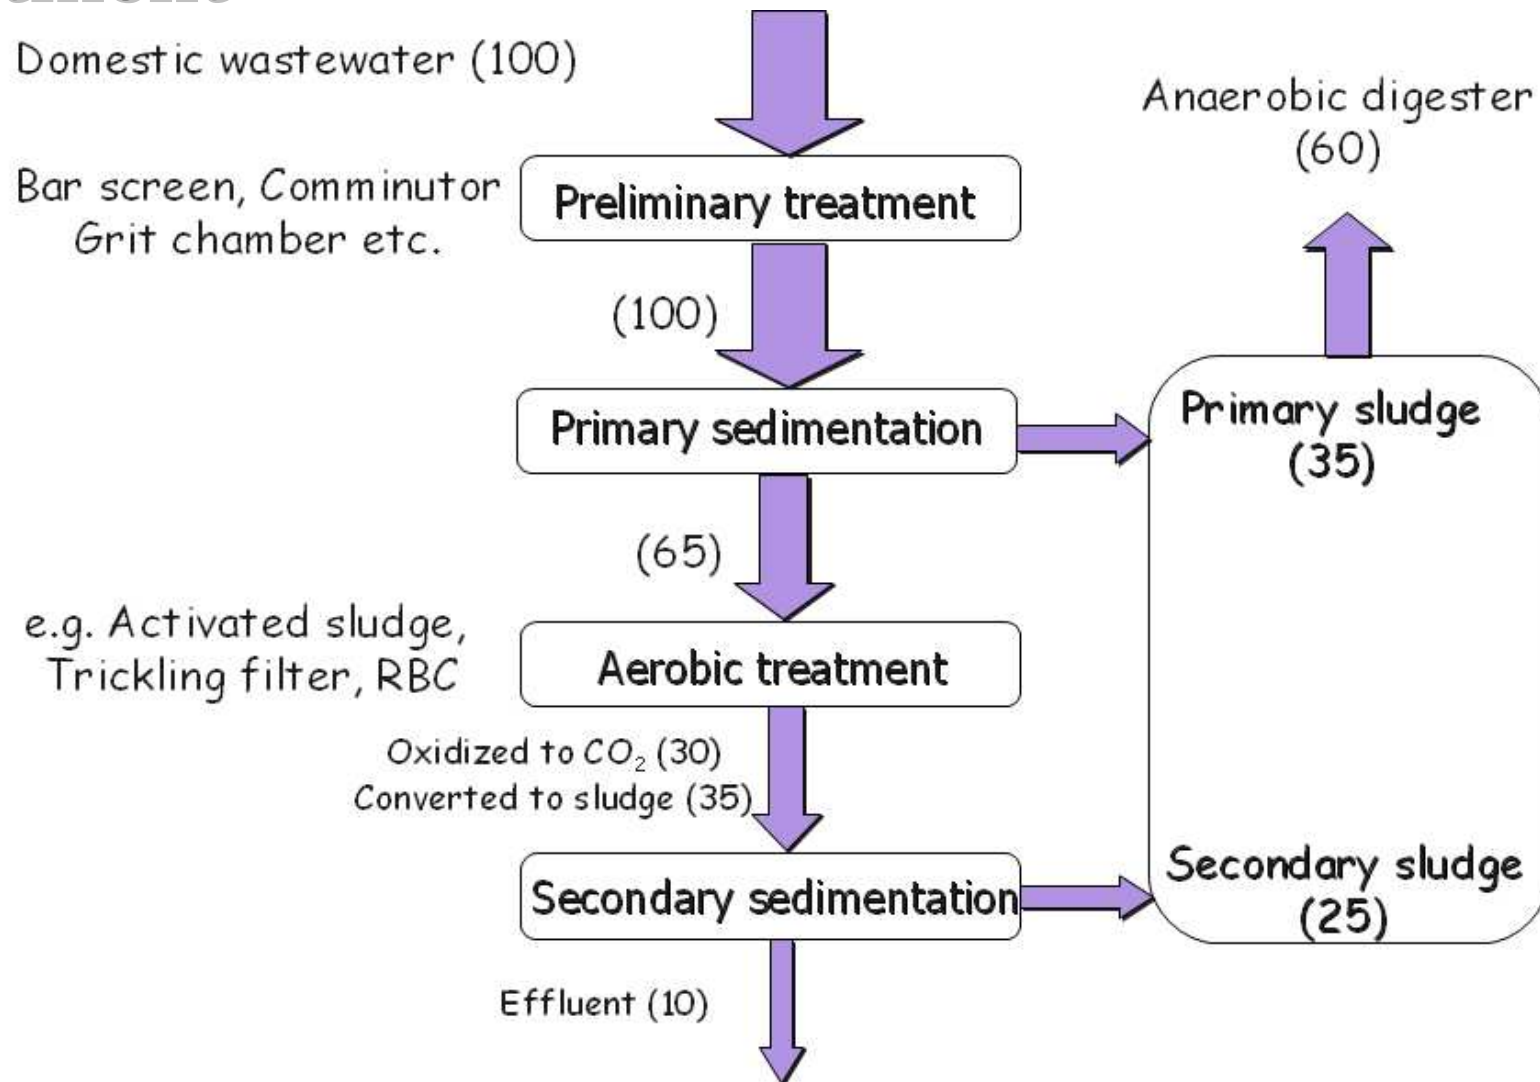 Domestic wastewater (100)
Anaerobic digester
(60)
Bar screen, Comminutor
Grit chamber etc.
Preliminary treatment
(100)
Primary sedimentation
Primary sludge
(35)
(65)
e.g. Activated sludge,
Trickling filter, RBC
Aerobic treatment
Oxidized to CO₂ (30)
Converted to sludge (35)
Secondary sedimentation
Secondary sludge
(25)
Effluent (10)